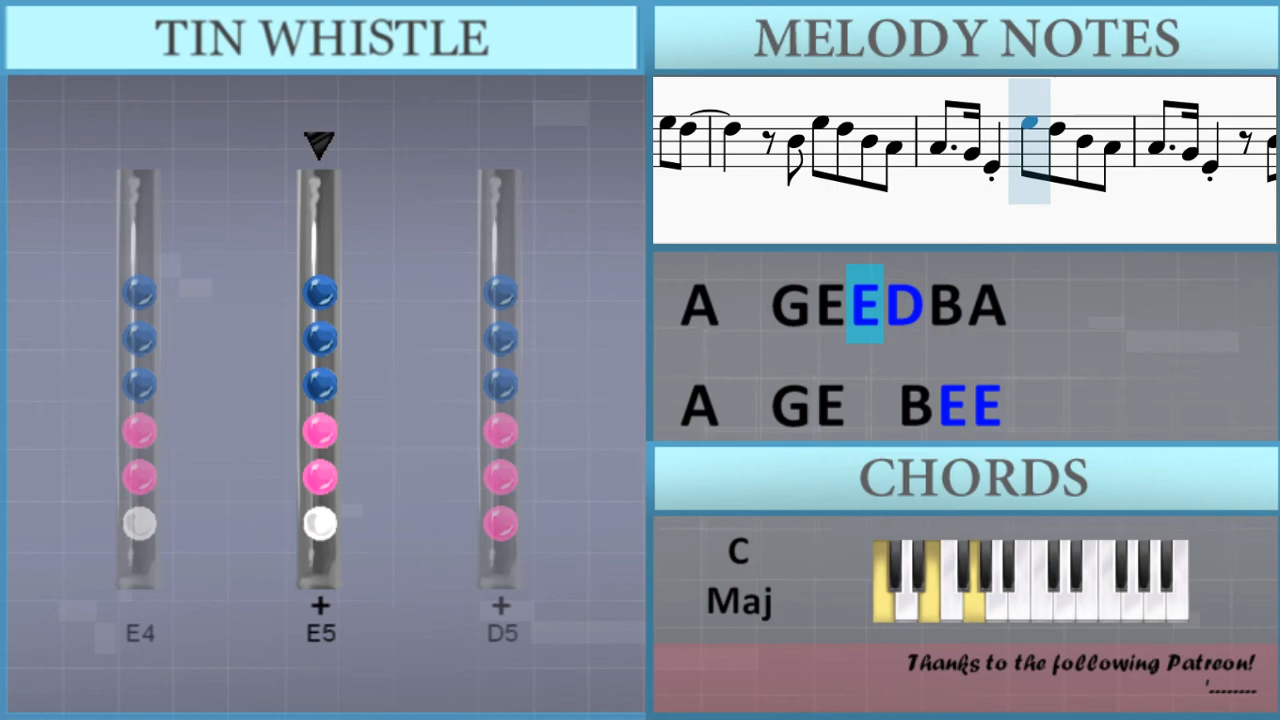 TIN WHISTLE
+
+
E4
E5
D5
MELODY NOTES
A GEEDBA
A GE BEE
CHORDS
C
Maj
Thanks to the following Patreon!
'--------